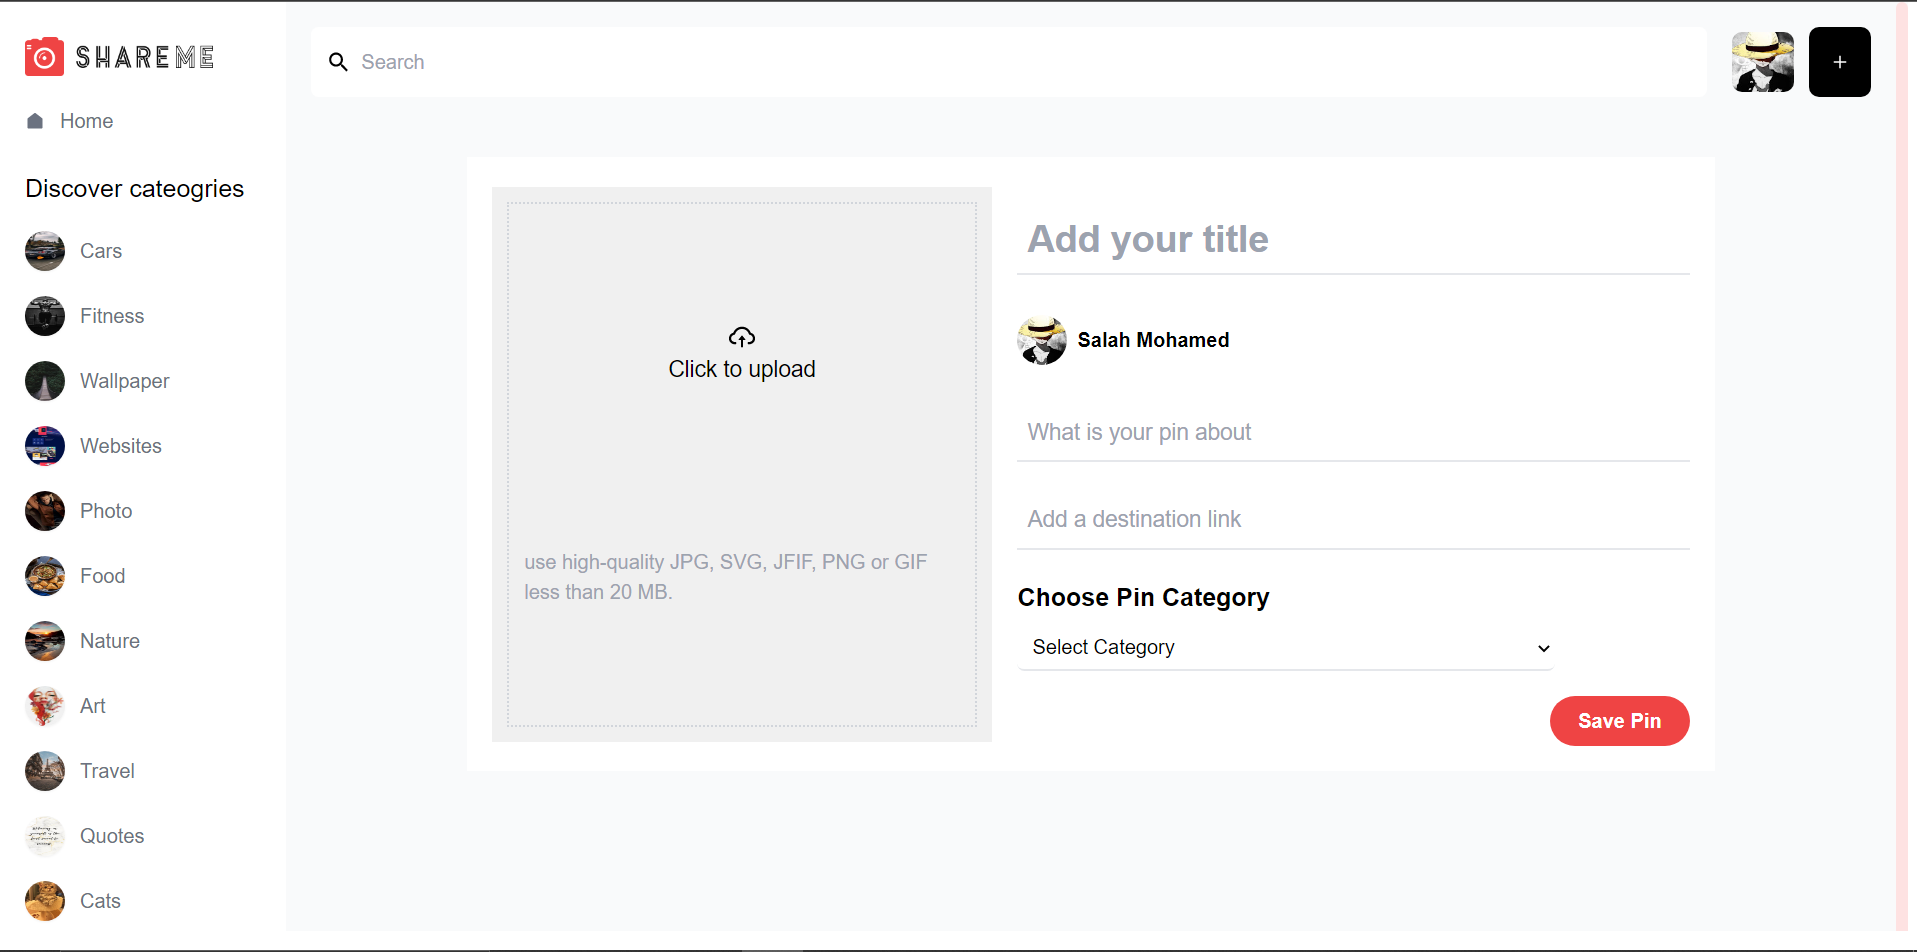 SHAREME
Search
+
Home
Discover cateogries
Cars
Fitness
Wallpaper
Websites
Photo
Food
Nature
Art
Travel
Quotes
Cats
Click to upload
use high-quality JPG, SVG, JFIF, PNG or GIF
less than 20 MB.
Add your title
Salah Mohamed
What is your pin about
Add a destination link
Choose Pin Category
Select Category
Save Pin